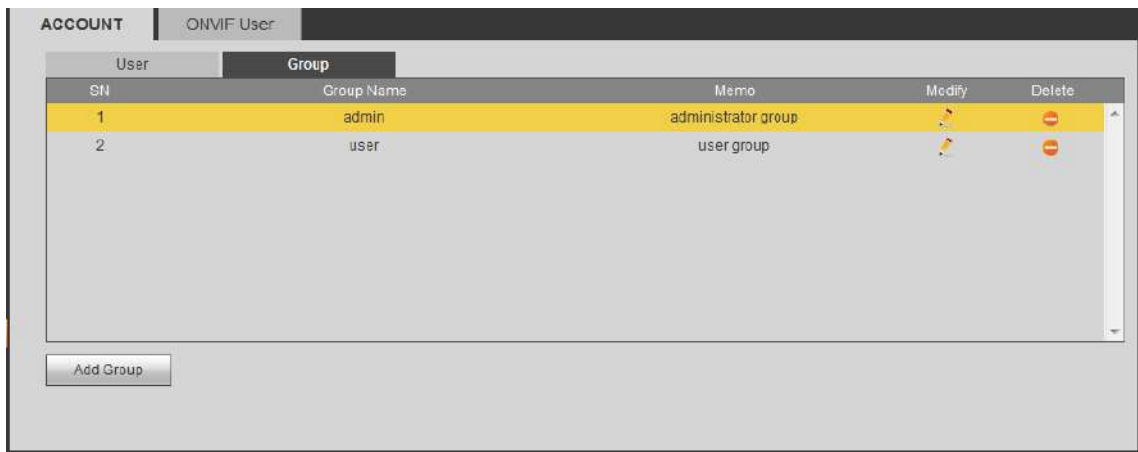 ACCOUNT ONVIF User
User Group
SN Group Name Memo Modify Delete
1 admin administrator group
2 user user group
Add Group